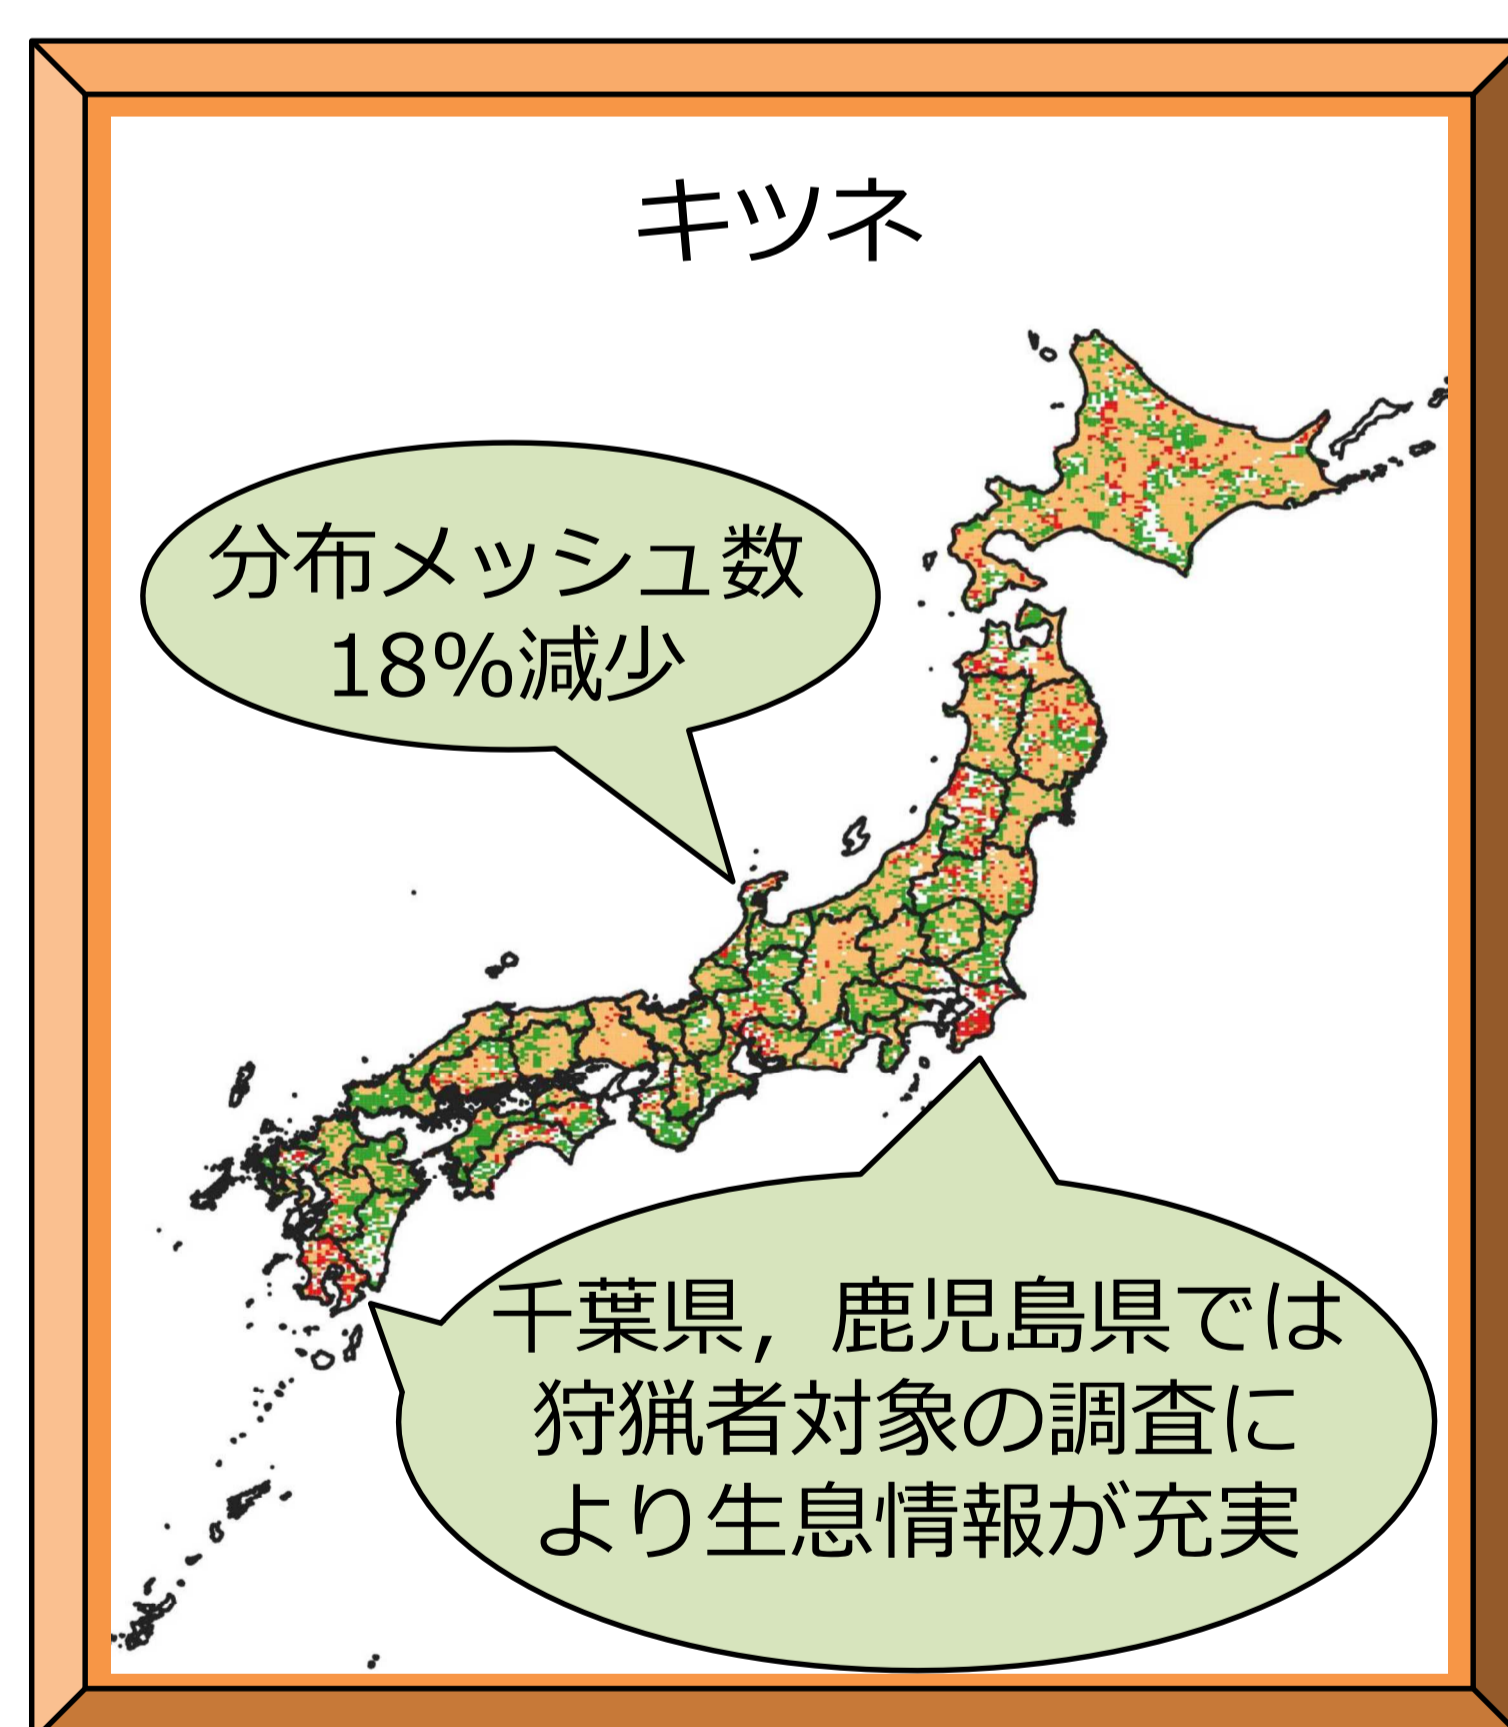 キツネ
分布メッシュ数
18%減少
千葉県，鹿児島県では
狩猟者対象の調査に
より生息情報が充実